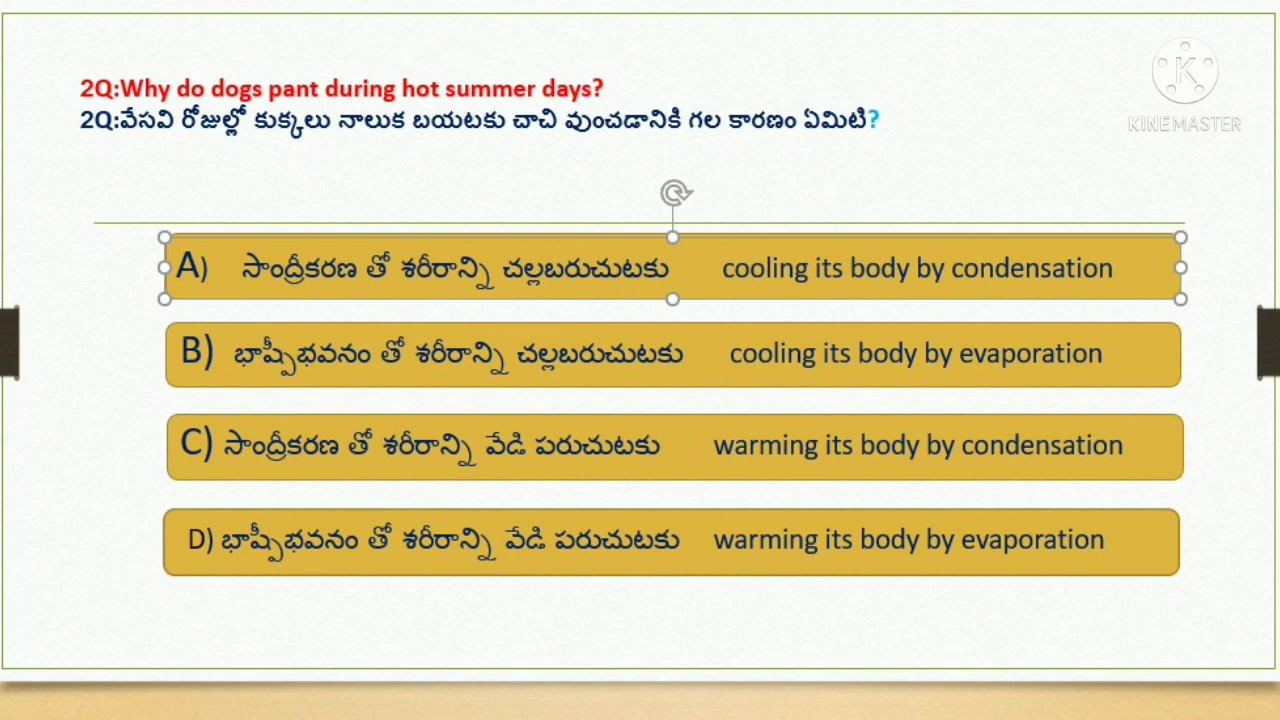 2Q:Why do dogs pant during hot summer days?
2Q:వేసవి రోజుల్లో కుక్కలు నాలుక బయటకు చాచి వుంచడానికి గల కారణం ఏమిటి?
K
KINEMASTER
A) సాంద్రీకరణ తో శరీరాన్ని చల్లబరుచుటకు cooling its body by condensation
B) భాష్పీభవనం తో శరీరాన్ని చల్లబరుచుటకు cooling its body by evaporation
C) సాంద్రీకరణ తో శరీరాన్ని వేడి పరుచుటకు warming its body by condensation
D) భాష్పీభవనం తో శరీరాన్ని వేడి పరుచుటకు warming its body by evaporation